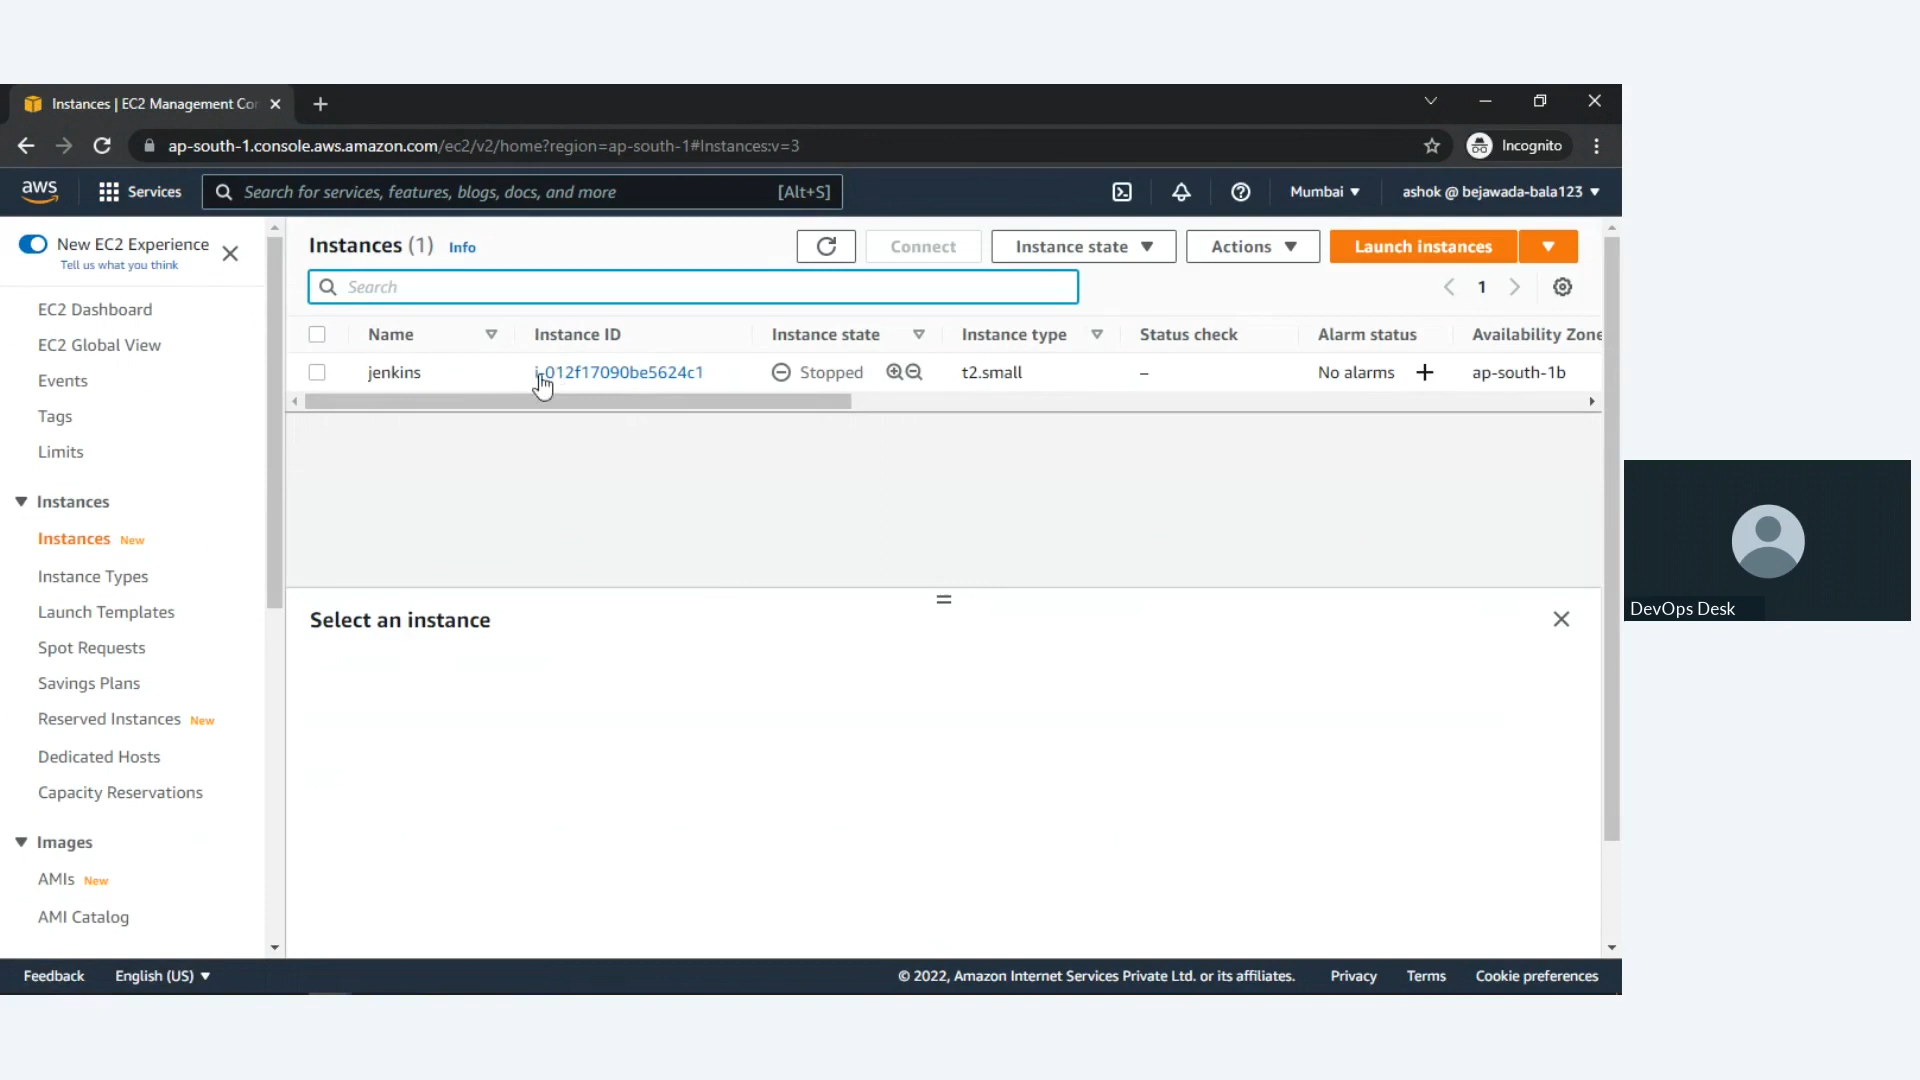 Instances | EC2 Management Co
ap-south-1.console.aws.amazon.com/ec2/v2/home?region=ap-south-1#Instances:v=3
Incognito
aws
Services
Search for services, features, blogs, docs, and more
[Alt+S]
Mumbai
ashok @ bejawada-bala123
New EC2 Experience
Tell us what you think
EC2 Dashboard
EC2 Global View
Events
Tags
Limits
Instances
Instances New
Instance Types
Launch Templates
Spot Requests
Savings Plans
Reserved Instances New
Dedicated Hosts
Capacity Reservations
Images
AMIs New
AMI Catalog
Instances (1) Info
Connect
Instance state
Actions
Launch instances
Search
1
Name Instance ID Instance state Instance type Status check Alarm status Availability Zone
jenkins i-012f17090be5624c1 Stopped t2.small – No alarms + ap-south-1b
Select an instance
DevOps Desk
Feedback English (US) © 2022, Amazon Internet Services Private Ltd. or its affiliates. Privacy Terms Cookie preferences